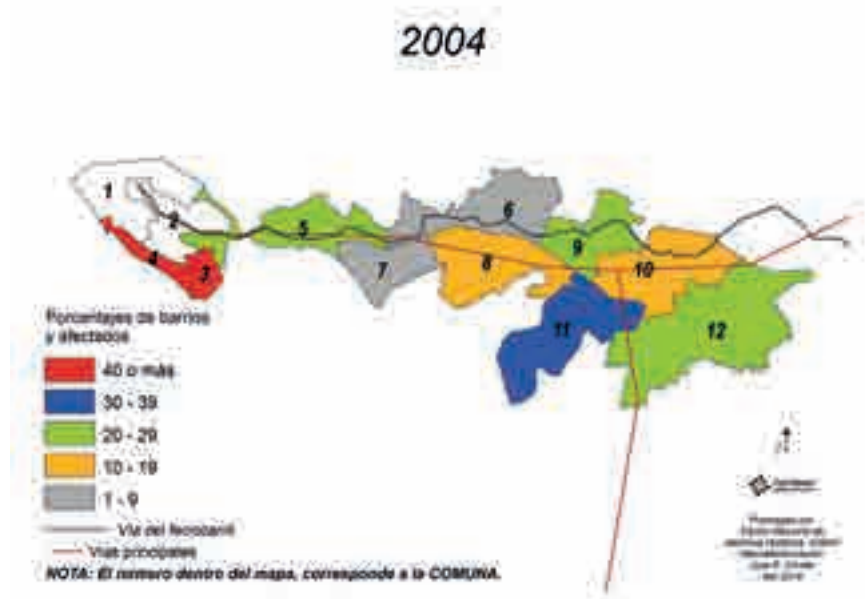 2004
1
2
3
4
5
6
7
8
9
10
11
12
Porcentajes de barrios
y afectados
40 o más
30 - 39
20 - 29
10 - 19
1 - 9
Vía del ferrocarril
Vías principales
NOTA: El número dentro del mapa, corresponde a la COMUNA.